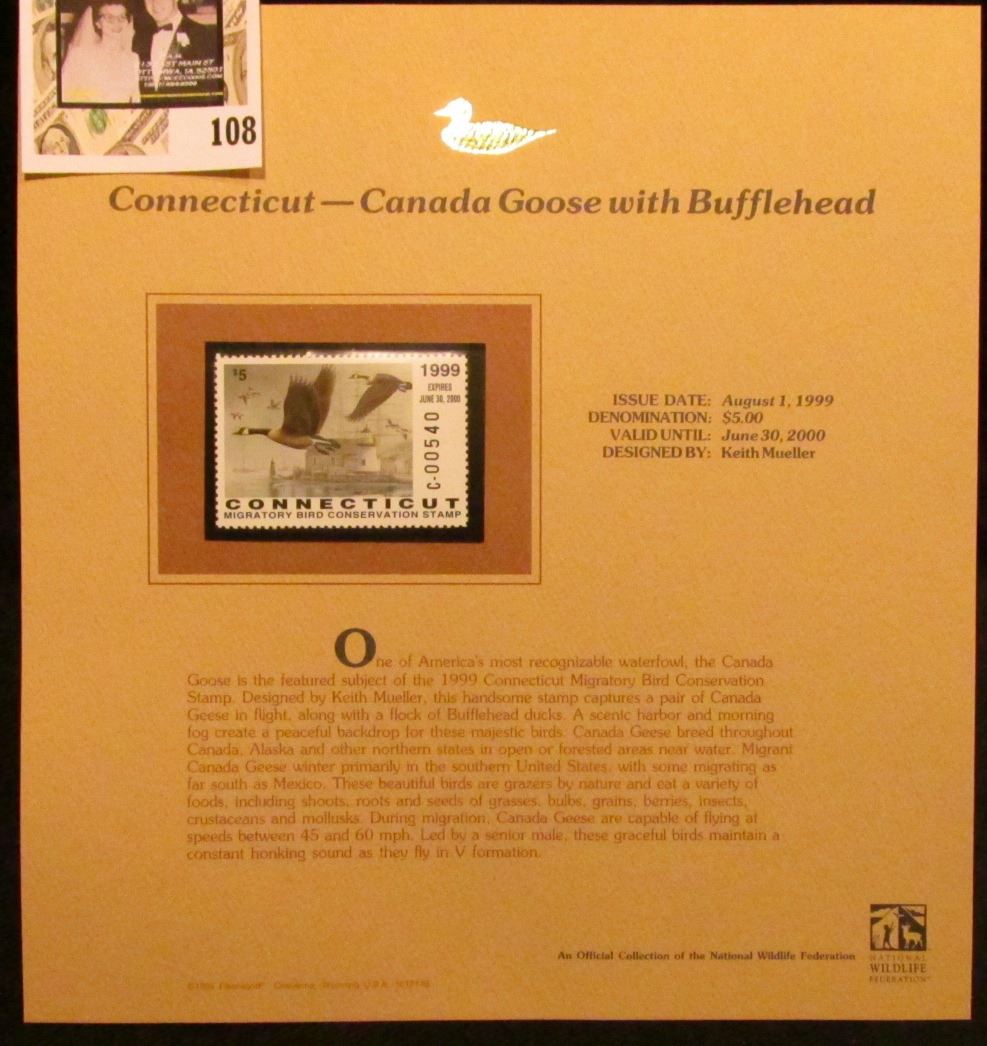 MAIN ST
108
Connecticut — Canada Goose with Bufflehead
$5
1999
EXPIRES
JUNE 30, 2000
C-00540
CONNECTICUT
MIGRATORY BIRD CONSERVATION STAMP
ISSUE DATE: August 1, 1999
DENOMINATION: $5.00
VALID UNTIL: June 30, 2000
DESIGNED BY: Keith Mueller
One of America's most recognizable waterfowl, the Canada
Goose is the featured subject of the 1999 Connecticut Migratory Bird Conservation
Stamp. Designed by Keith Mueller, this handsome stamp captures a pair of Canada
Geese in flight, along with a flock of Bufflehead ducks. A scenic harbor and morning
fog create a peaceful backdrop for these majestic birds. Canada Geese breed throughout
Canada, Alaska and other northern states in open or forested areas near water. Migrant
Canada Geese winter primarily in the southern United States, with some migrating as
far south as Mexico. These beautiful birds are grazers by nature and eat a variety of
foods, including shoots, roots and seeds of grasses, bulbs, grains, berries, insects,
crustaceans and mollusks. During migration, Canada Geese are capable of flying at
speeds between 45 and 60 mph. Led by a senior male, these graceful birds maintain a
constant honking sound as they fly in V formation.
An Official Collection of the National Wildlife Federation
NATIONAL
WILDLIFE
FEDERATION
Cheyenne, Wyoming U.S.A.